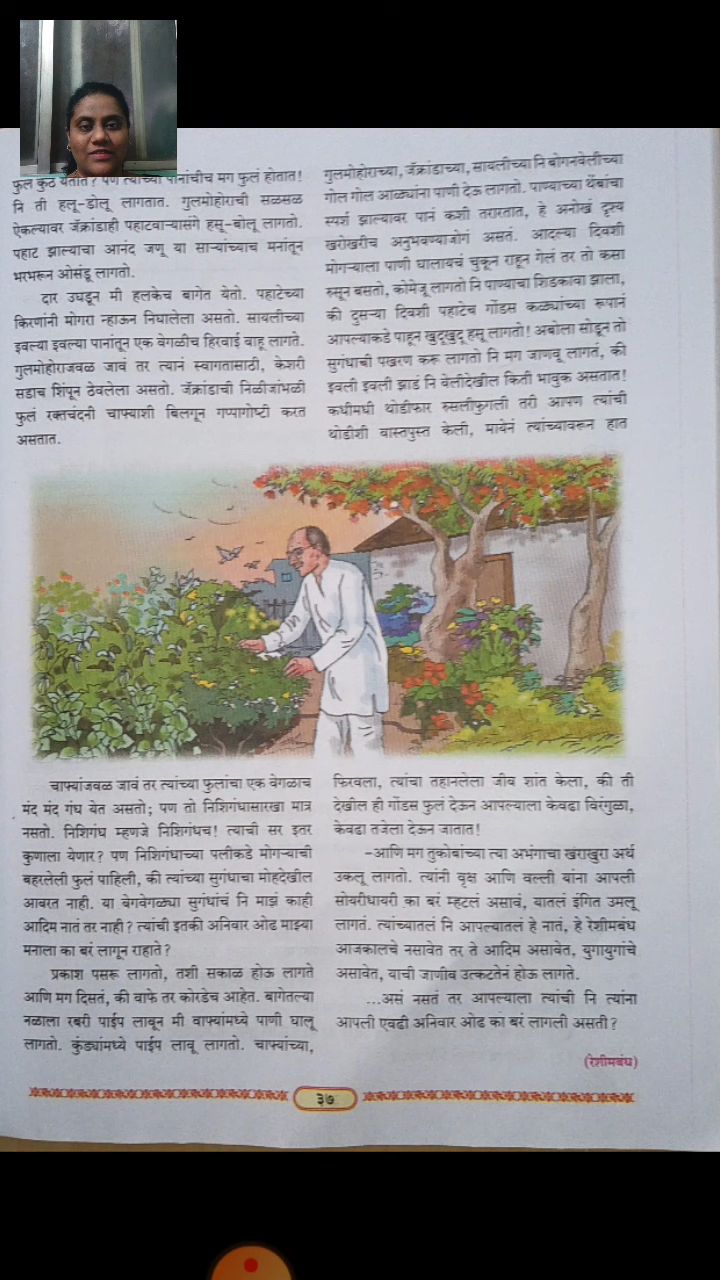 फुलं कुठं येतात? पण त्यांच्या पानांचीच मग फुलं होतात!
नि ती हलू-डोलू लागतात. गुलमोहोराची सळसळ
ऐकल्यावर जॅक्रांडाही पहाटवाऱ्यासंगे हसू-बोलू लागतो.
पहाट झाल्याचा आनंद जणू या साऱ्यांच्याच मनांतून
भरभरून ओसंडू लागतो.
दार उघडून मी हलकेच बागेत येतो. पहाटेच्या
किरणांनी मोगरा न्हाऊन निघालेला असतो. सायलीच्या
इवल्या इवल्या पानांतून एक वेगळीच हिरवाई वाहू लागते.
गुलमोहोराजवळ जावं तर त्यानं स्वागतासाठी, केशरी
सडाच शिंपून ठेवलेला असतो. जॅक्रांडाची निळीजांभळी
फुलं रक्तचंदनी चाफ्याशी बिलगून गप्पागोष्टी करत
असतात.
गुलमोहोराच्या, जॅक्रांडाच्या, सायलीच्या नि बोगनवेलीच्या
गोल गोल आळ्यांना पाणी देऊ लागतो. पाण्याच्या थेंबांचा
स्पर्श झाल्यावर पानं कशी तरारतात, हे अनोखं दृश्य
खरोखरीच अनुभवण्याजोगं असतं. आदल्या दिवशी
मोगऱ्याला पाणी घालायचं चुकून राहून गेलं तर तो कसा
रुसून बसतो, कोमेजू लागतो नि पाण्याचा शिडकावा झाला,
की दुसऱ्या दिवशी पहाटेच गोंडस कळ्यांच्या रूपानं
आपल्याकडे पाहून खुदूखुदू हसू लागतो! अबोला सोडून तो
सुगंधाची पखरण करू लागतो नि मग जाणवू लागतं, की
इवली इवली झाडं नि वेलीदेखील किती भावुक असतात!
कधीमधी थोडीफार रुसलीफुगली तरी आपण त्यांची
थोडीशी वास्तपुस्त केली, मायेनं त्यांच्यावरून हात
चाफ्यांजवळ जावं तर त्यांच्या फुलांचा एक वेगळाच
मंद मंद गंध येत असतो; पण तो निशिगंधासारखा मात्र
नसतो. निशिगंध म्हणजे निशिगंधच! त्याची सर इतर
कुणाला येणार? पण निशिगंधाच्या पलीकडे मोगऱ्याची
बहरलेली फुलं पाहिली, की त्यांच्या सुगंधाचा मोहदेखील
आवरत नाही. या वेगवेगळ्या सुगंधांचं नि माझं काही
आदिम नातं तर नाही? त्यांची इतकी अनिवार ओढ माझ्या
मनाला का बरं लागून राहाते?
प्रकाश पसरू लागतो, तशी सकाळ होऊ लागते
आणि मग दिसतं, की वाफे तर कोरडेच आहेत. बागेतल्या
नळाला रबरी पाईप लावून मी वाफ्यांमध्ये पाणी घालू
लागतो. कुंड्यांमध्ये पाईप लावू लागतो. चाफ्यांच्या,
फिरवला, त्यांचा तहानलेला जीव शांत केला, की ती
देखील ही गोंडस फुलं देऊन आपल्याला केवढा विरंगुळा,
केवढा तजेला देऊन जातात!
-आणि मग तुकोबांच्या त्या अभंगाचा खराखुरा अर्थ
उकलू लागतो. त्यांनी वृक्ष आणि वल्ली यांना आपली
सोयरीधायरी का बरं म्हटलं असावं, यातलं इंगित उमलू
लागतं. त्यांच्यातलं नि आपल्यातलं हे नातं, हे रेशीमबंध
आजकालचे नसावेत तर ते आदिम असावेत, युगायुगांचे
असावेत, याची जाणीव उत्कटतेनं होऊ लागते.
...असं नसतं तर आपल्याला त्यांची नि त्यांना
आपली एवढी अनिवार ओढ का बरं लागली असती?
(रेशीमबंध)
३७